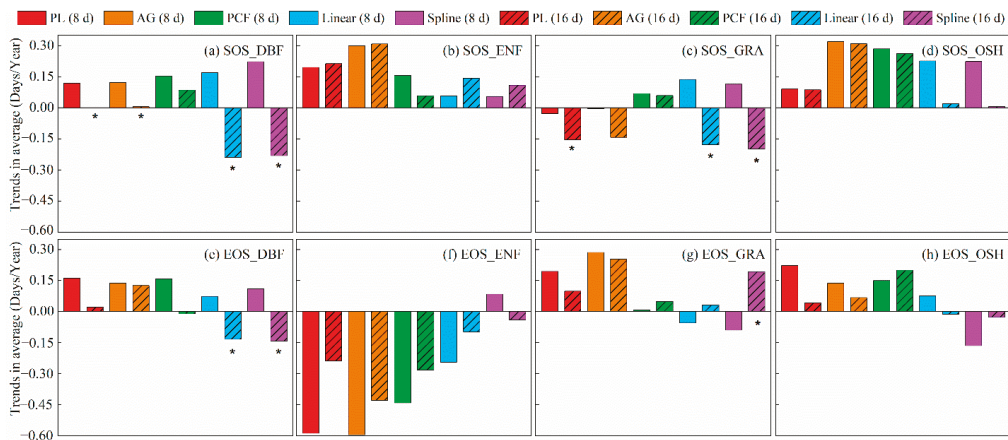 PL (8 d) AG (8 d) PCF (8 d) Linear (8 d) Spline (8 d) PL (16 d) AG (16 d) PCF (16 d) Linear (16 d) Spline (16 d)
Trends in average (Days/Year)
0.30
0.15
0.00
−0.15
−0.30
−0.45
−0.60
(a) SOS_DBF
* * * *
(b) SOS_ENF
(c) SOS_GRA
* * *
(d) SOS_OSH
Trends in average (Days/Year)
0.30
0.15
0.00
−0.15
−0.30
−0.45
−0.60
(e) EOS_DBF
* *
(f) EOS_ENF
(g) EOS_GRA
*
(h) EOS_OSH